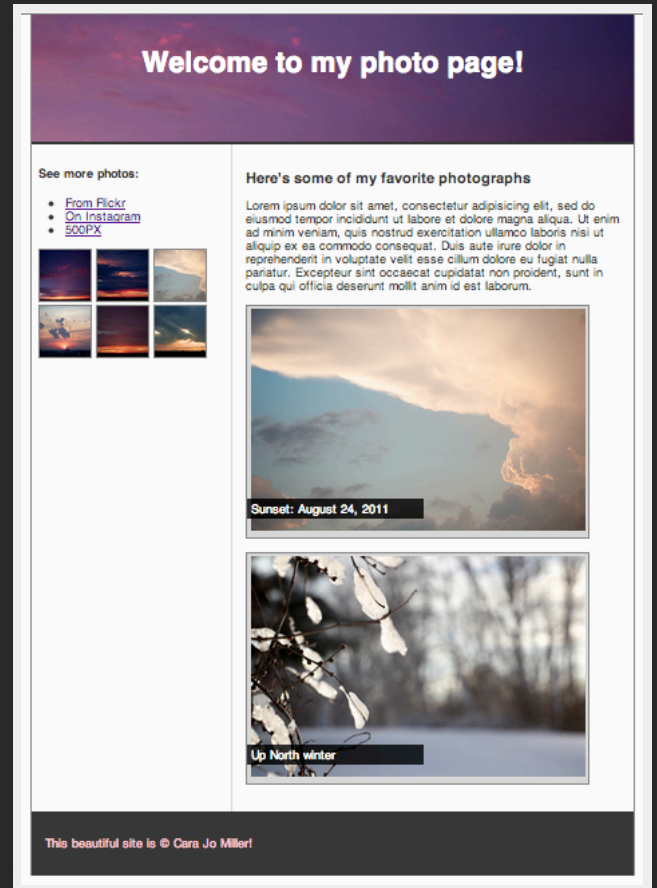 Welcome to my photo page!
See more photos:
From Flickr
On Instagram
500PX
Here's some of my favorite photographs
Lorem ipsum dolor sit amet, consectetur adipisicing elit, sed do
eiusmod tempor incididunt ut labore et dolore magna aliqua. Ut enim
ad minim veniam, quis nostrud exercitation ullamco laboris nisi ut
aliquip ex ea commodo consequat. Duis aute irure dolor in
reprehenderit in voluptate velit esse cillum dolore eu fugiat nulla
pariatur. Excepteur sint occaecat cupidatat non proident, sunt in
culpa qui officia deserunt mollit anim id est laborum.
Sunset: August 24, 2011
Up North winter
This beautiful site is © Cara Jo Miller!